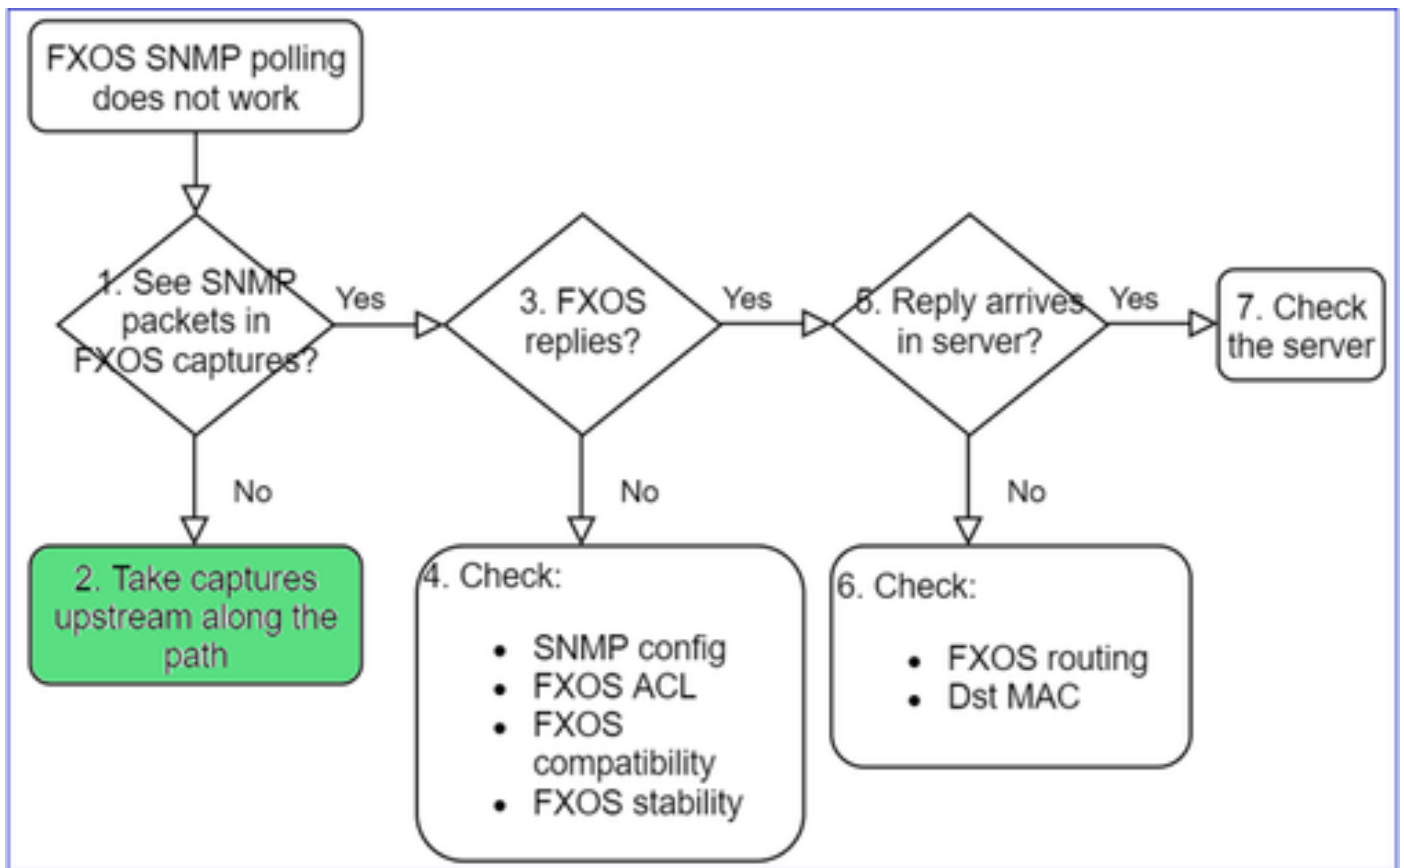 FXOS SNMP polling
does not work
1. See SNMP
packets in
FXOS captures?
Yes
3. FXOS
replies?
Yes
5. Reply arrives
in server?
Yes
7. Check
the server
No
No
No
2. Take captures
upstream along the
path
4. Check:
• SNMP config
• FXOS ACL
• FXOS
compatibility
• FXOS stability
6. Check:
• FXOS routing
• Dst MAC